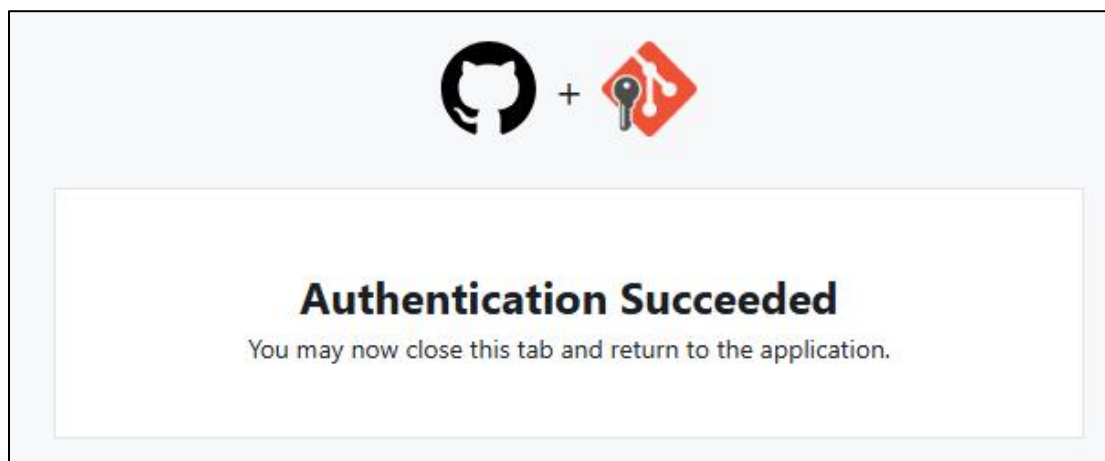 +
Authentication Succeeded
You may now close this tab and return to the application.